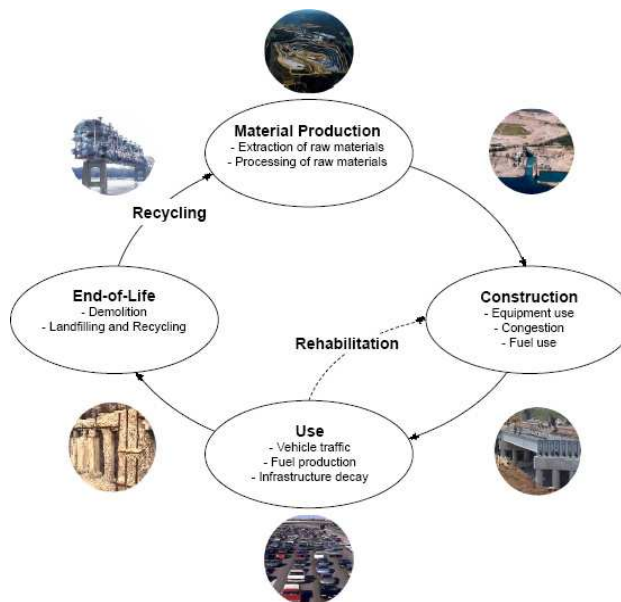 Material Production
- Extraction of raw materials
- Processing of raw materials
Recycling
End-of-Life
- Demolition
- Landfilling and Recycling
Construction
- Equipment use
- Congestion
- Fuel use
Rehabilitation
Use
- Vehicle traffic
- Fuel production
- Infrastructure decay